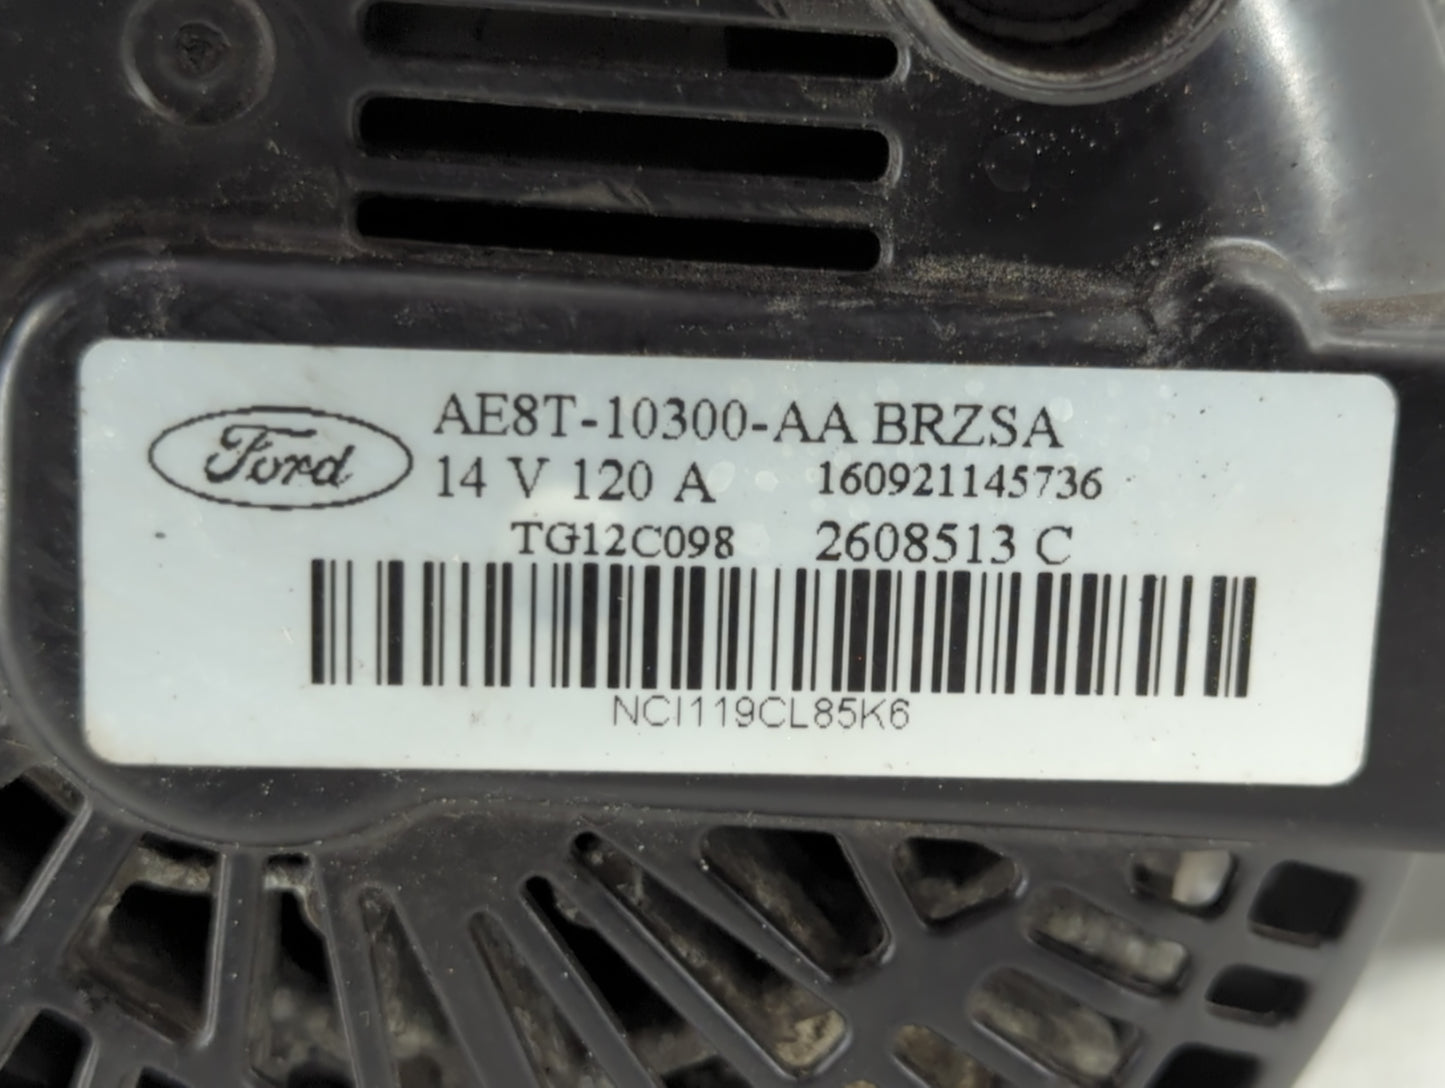 Ford
AE8T-10300-AA BRZSA
14 V 120 A 160921145736
TG12C098 2608513 C
NCI119CL85K6